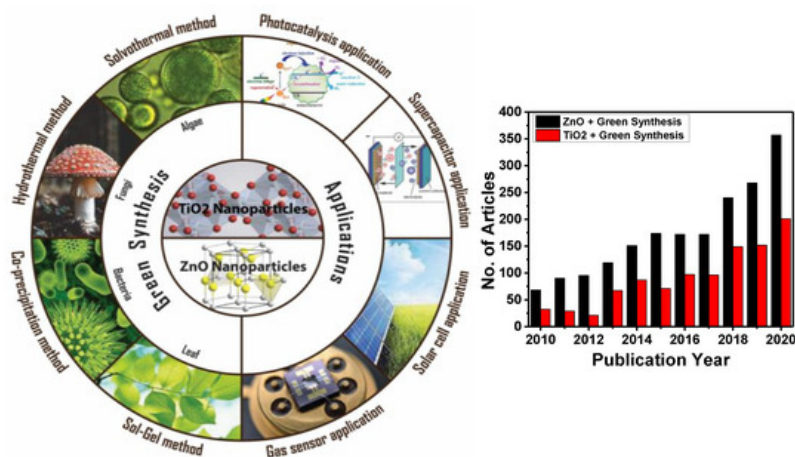 Solvothermal method
Photocatalysis application
Hydrothermal method
Supercapacitor application
Algae
Fungi
Green Synthesis
Applications
TiO2 Nanoparticles
ZnO Nanoparticles
Bacteria
Leaf
Co-precipitation method
Solar cell application
Sol-Gel method
Gas sensor application
400
350
300
250
200
150
100
50
0
No. of Articles
ZnO + Green Synthesis
TiO2 + Green Synthesis
2010 2012 2014 2016 2018 2020
Publication Year